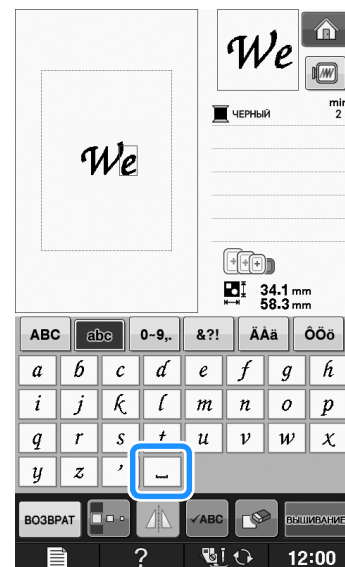 We
min
ЧЕРНЫЙ 2
We
34.1 mm
58.3 mm
ABC abc 0~9,. &?! ÄÅä ÔÖö
a b c d e f g h
i j k l m n o p
q r s t u v w x
y z ’ ⎵
ВОЗВРАТ ✓ABC ВЫШИВАНИЕ
? 12:00